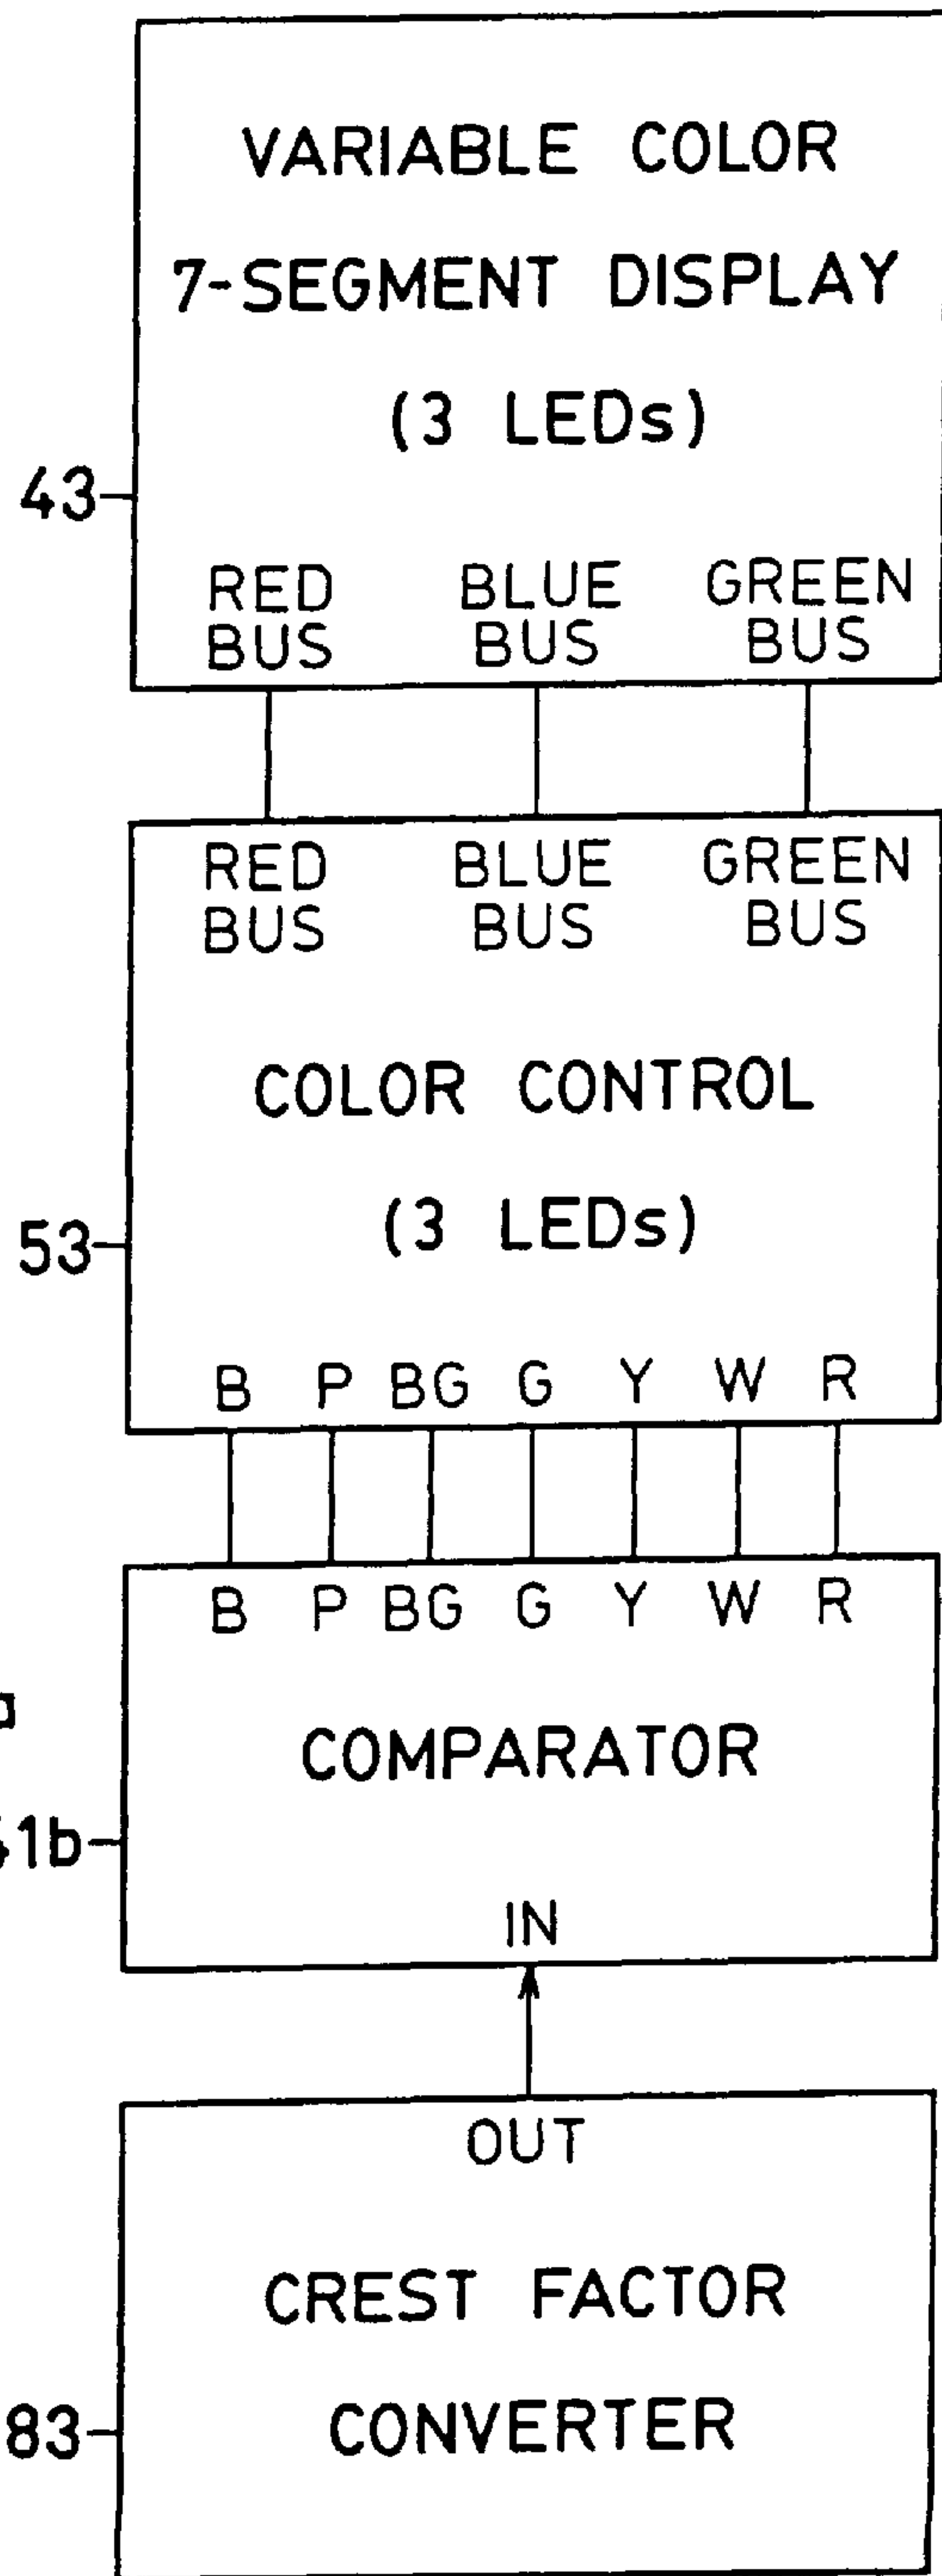 VARIABLE COLOR
7-SEGMENT DISPLAY
(3 LEDs)
43
RED BLUE GREEN
BUS BUS BUS
RED BLUE GREEN
BUS BUS BUS
COLOR CONTROL
(3 LEDs)
53
B P BG G Y W R
B P BG G Y W R
COMPARATOR
IN
OUT
CREST FACTOR
83
CONVERTER